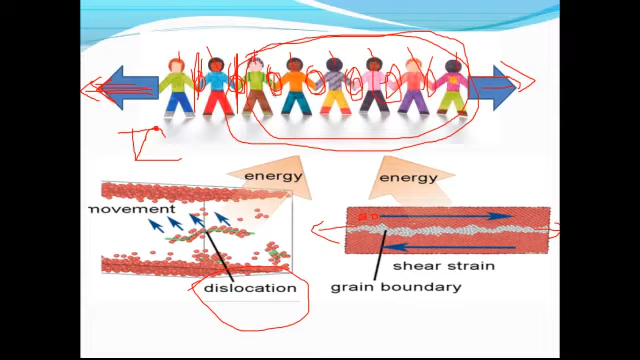 energy
energy
movement
dislocation
shear strain
grain boundary